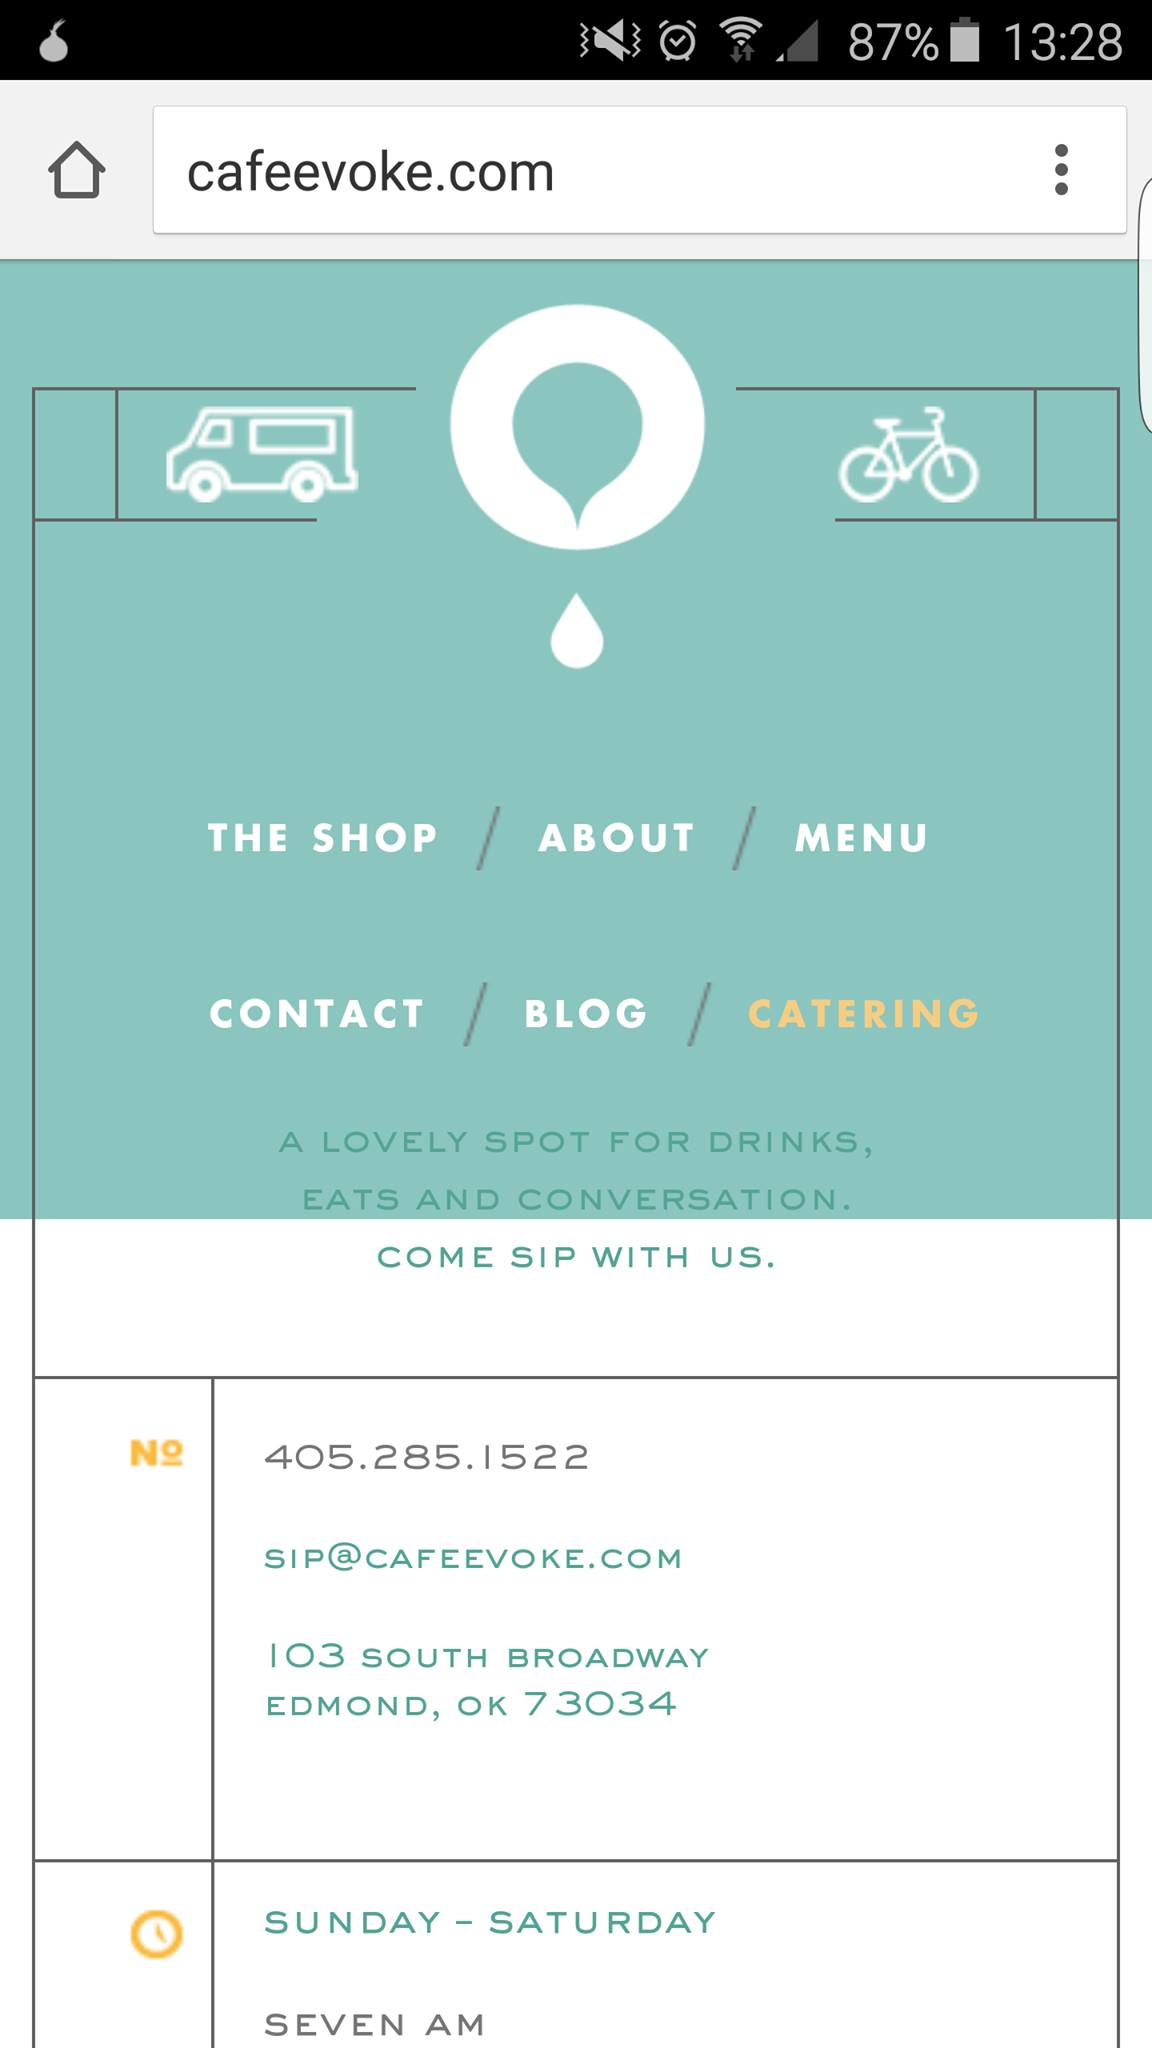 87% 13:28
cafeevoke.com
THE SHOP / ABOUT / MENU
CONTACT / BLOG / CATERING
A LOVELY SPOT FOR DRINKS,
EATS AND CONVERSATION.
COME SIP WITH US.
Nº
405.285.1522
SIP@CAFEEVOKE.COM
103 SOUTH BROADWAY
EDMOND, OK 73034
SUNDAY – SATURDAY
SEVEN AM